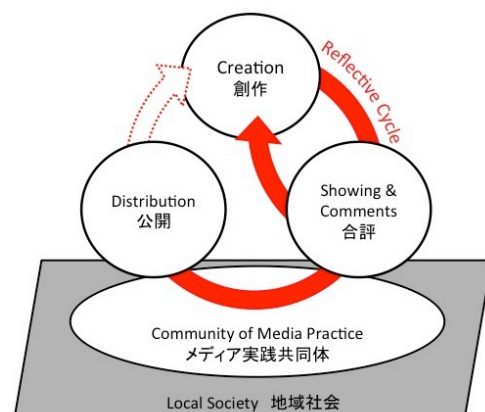 Creation
創作
Reflective Cycle
Distribution
公開
Showing &
Comments
合評
Community of Media Practice
メディア実践共同体
Local Society 地域社会